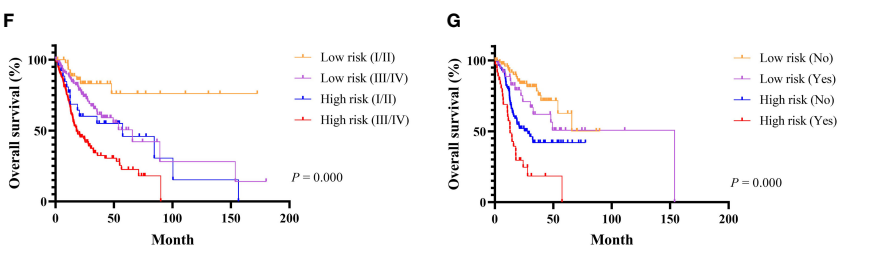 F
Overall survival (%)
100
50
0
0 50 100 150 200
Month
Low risk (I/II)
Low risk (III/IV)
High risk (I/II)
High risk (III/IV)
P = 0.000
G
Overall survival (%)
100
50
0
0 50 100 150 200
Month
Low risk (No)
Low risk (Yes)
High risk (No)
High risk (Yes)
P = 0.000